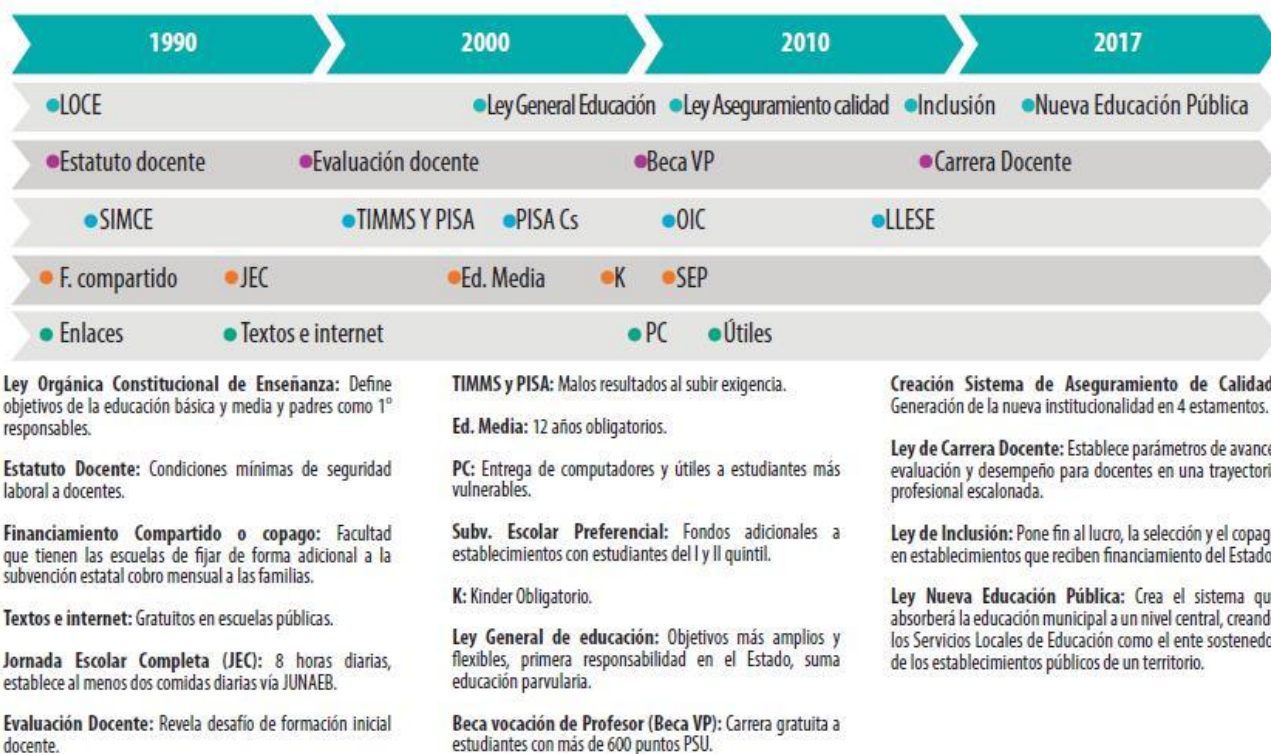 1990 2000 2010 2017
LOCE Ley General Educación Ley Aseguramiento calidad Inclusión Nueva Educación Pública
Estatuto docente Evaluación docente Beca VP Carrera Docente
SIMCE TIMMS Y PISA PISA Cs OIC LLESE
F. compartido JEC Ed. Media K SEP
Enlaces Textos e internet PC Útiles
Ley Orgánica Constitucional de Enseñanza: Define
objetivos de la educación básica y media y padres como 1°
responsables.
Estatuto Docente: Condiciones mínimas de seguridad
laboral a docentes.
Financiamiento Compartido o copago: Facultad
que tienen las escuelas de fijar de forma adicional a la
subvención estatal cobro mensual a las familias.
Textos e internet: Gratuitos en escuelas públicas.
Jornada Escolar Completa (JEC): 8 horas diarias,
establece al menos dos comidas diarias vía JUNAEB.
Evaluación Docente: Revela desafío de formación inicial
docente.
TIMMS y PISA: Malos resultados al subir exigencia.
Ed. Media: 12 años obligatorios.
PC: Entrega de computadores y útiles a estudiantes más
vulnerables.
Subv. Escolar Preferencial: Fondos adicionales a
establecimientos con estudiantes del I y II quintil.
K: Kinder Obligatorio.
Ley General de educación: Objetivos más amplios y
flexibles, primera responsabilidad en el Estado, suma
educación parvularia.
Beca vocación de Profesor (Beca VP): Carrera gratuita a
estudiantes con más de 600 puntos PSU.
Creación Sistema de Aseguramiento de Calidad
Generación de la nueva institucionalidad en 4 estamentos.
Ley de Carrera Docente: Establece parámetros de avance
evaluación y desempeño para docentes en una trayectori
profesional escalonada.
Ley de Inclusión: Pone fin al lucro, la selección y el copag
en establecimientos que reciben financiamiento del Estado
Ley Nueva Educación Pública: Crea el sistema qu
absorberá la educación municipal a un nivel central, creand
los Servicios Locales de Educación como el ente sostenedo
de los establecimientos públicos de un territorio.